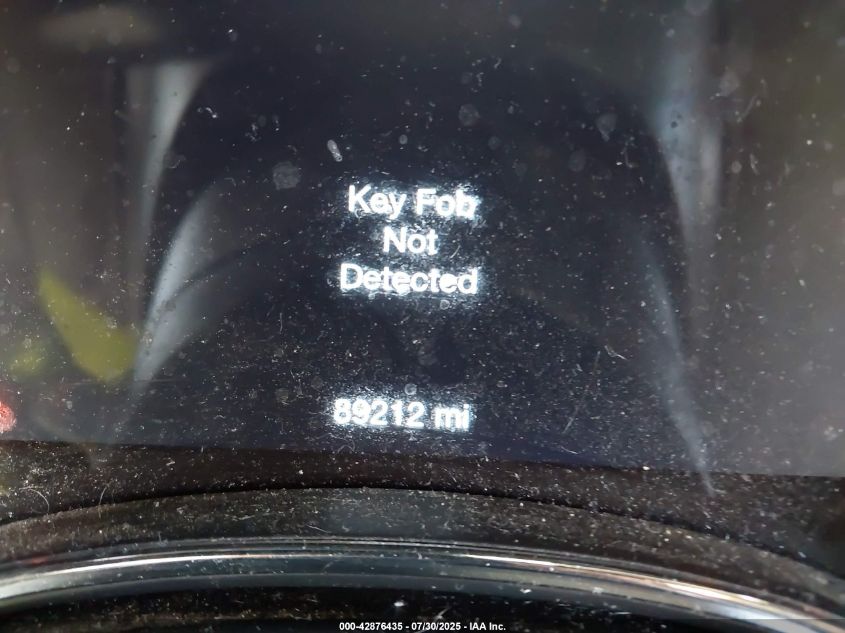 Key Fob
Not
Detected
89212 mi
000-42876435 - 07/30/2025 - IAA Inc.